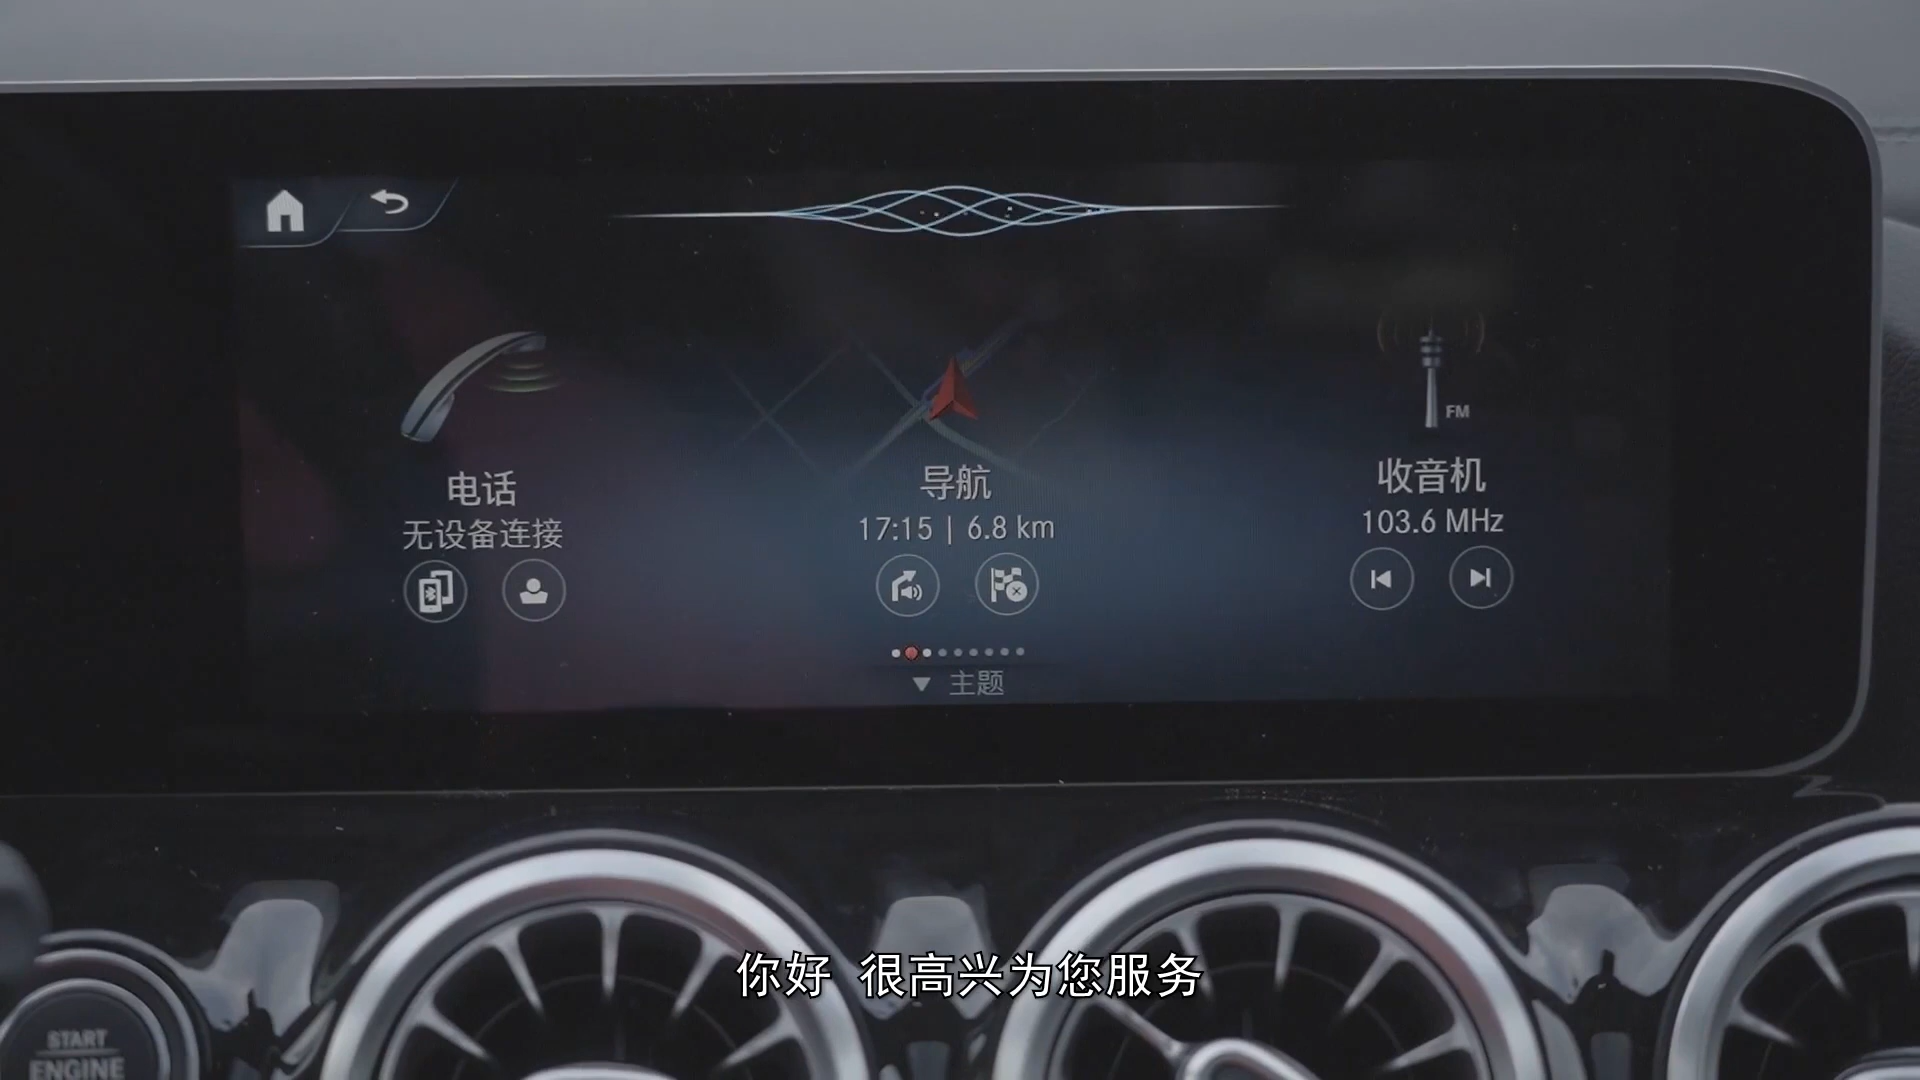 FM
电话
导航
收音机
无设备连接
17:15 | 6.8 km
103.6 MHz
主题
你好 很高兴为您服务
START
ENGINE